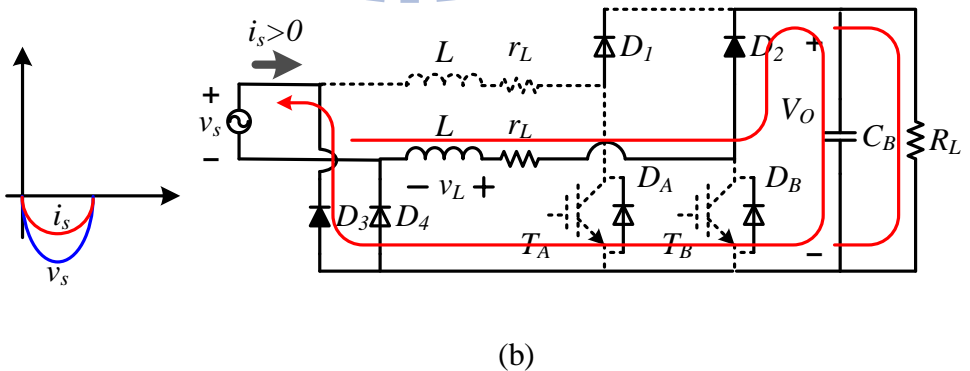 i_s>0
L r_L D_1 D_2 +
+
v_s
−
L r_L V_O C_B R_L
− v_L + D_A D_B
D_3 D_4
i_s
v_s
T_A T_B −
(b)